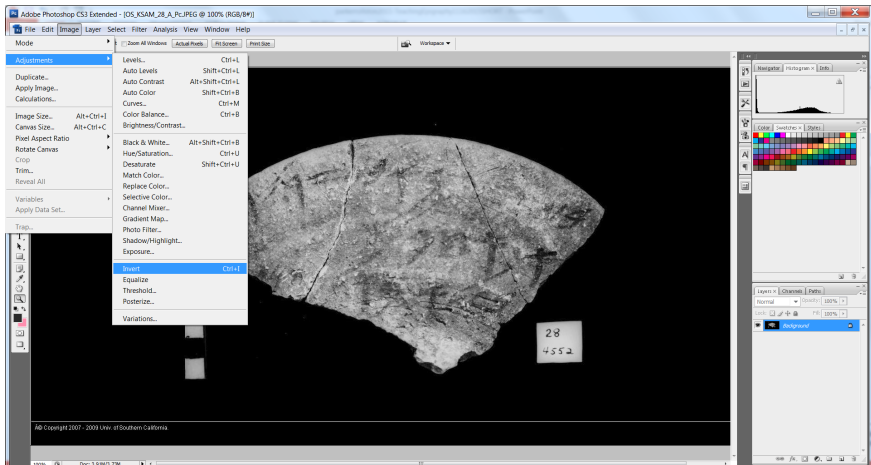 Adobe Photoshop CS3 Extended - [OS_KSAM_28_A_Pc.JPEG @ 100% (RGB/8#)]
File Edit Image Layer Select Filter Analysis View Window Help
Zoom All Windows Actual Pixels Fit Screen Print Size Workspace
Mode
Adjustments
Duplicate...
Apply Image...
Calculations...
Image Size... Alt+Ctrl+I
Canvas Size... Alt+Ctrl+C
Pixel Aspect Ratio
Rotate Canvas
Crop
Trim...
Reveal All
Variables
Apply Data Set...
Trap...
Levels... Ctrl+L
Auto Levels Shift+Ctrl+L
Auto Contrast Alt+Shift+Ctrl+L
Auto Color Shift+Ctrl+B
Curves... Ctrl+M
Color Balance... Ctrl+B
Brightness/Contrast...
Black & White... Alt+Shift+Ctrl+B
Hue/Saturation... Ctrl+U
Desaturate Shift+Ctrl+U
Match Color...
Replace Color...
Selective Color...
Channel Mixer...
Gradient Map...
Photo Filter...
Shadow/Highlight...
Exposure...
Invert Ctrl+I
Equalize
Threshold...
Posterize...
Variations...
28
4552
Â© Copyright 2007 - 2009 Univ. of Southern California.
Navigator Histogram × Info
Color Swatches × Styles
Layers × Channels Paths
Normal Opacity: 100%
Lock: Fill: 100%
Background
100%